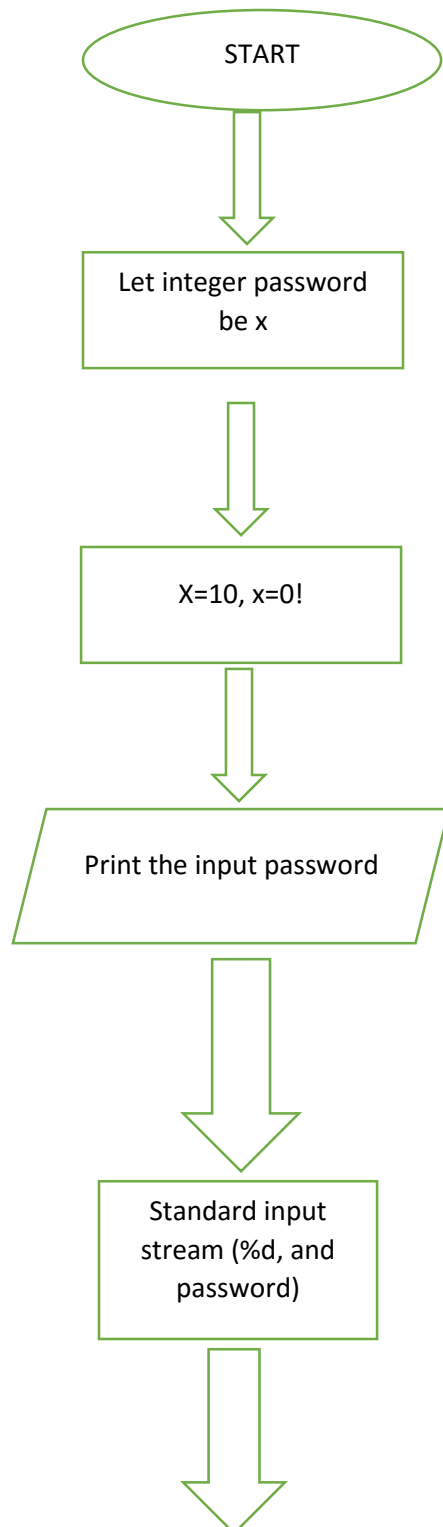 START
Let integer password
be x
X=10, x=0!
Print the input password
Standard input
stream (%d, and
password)